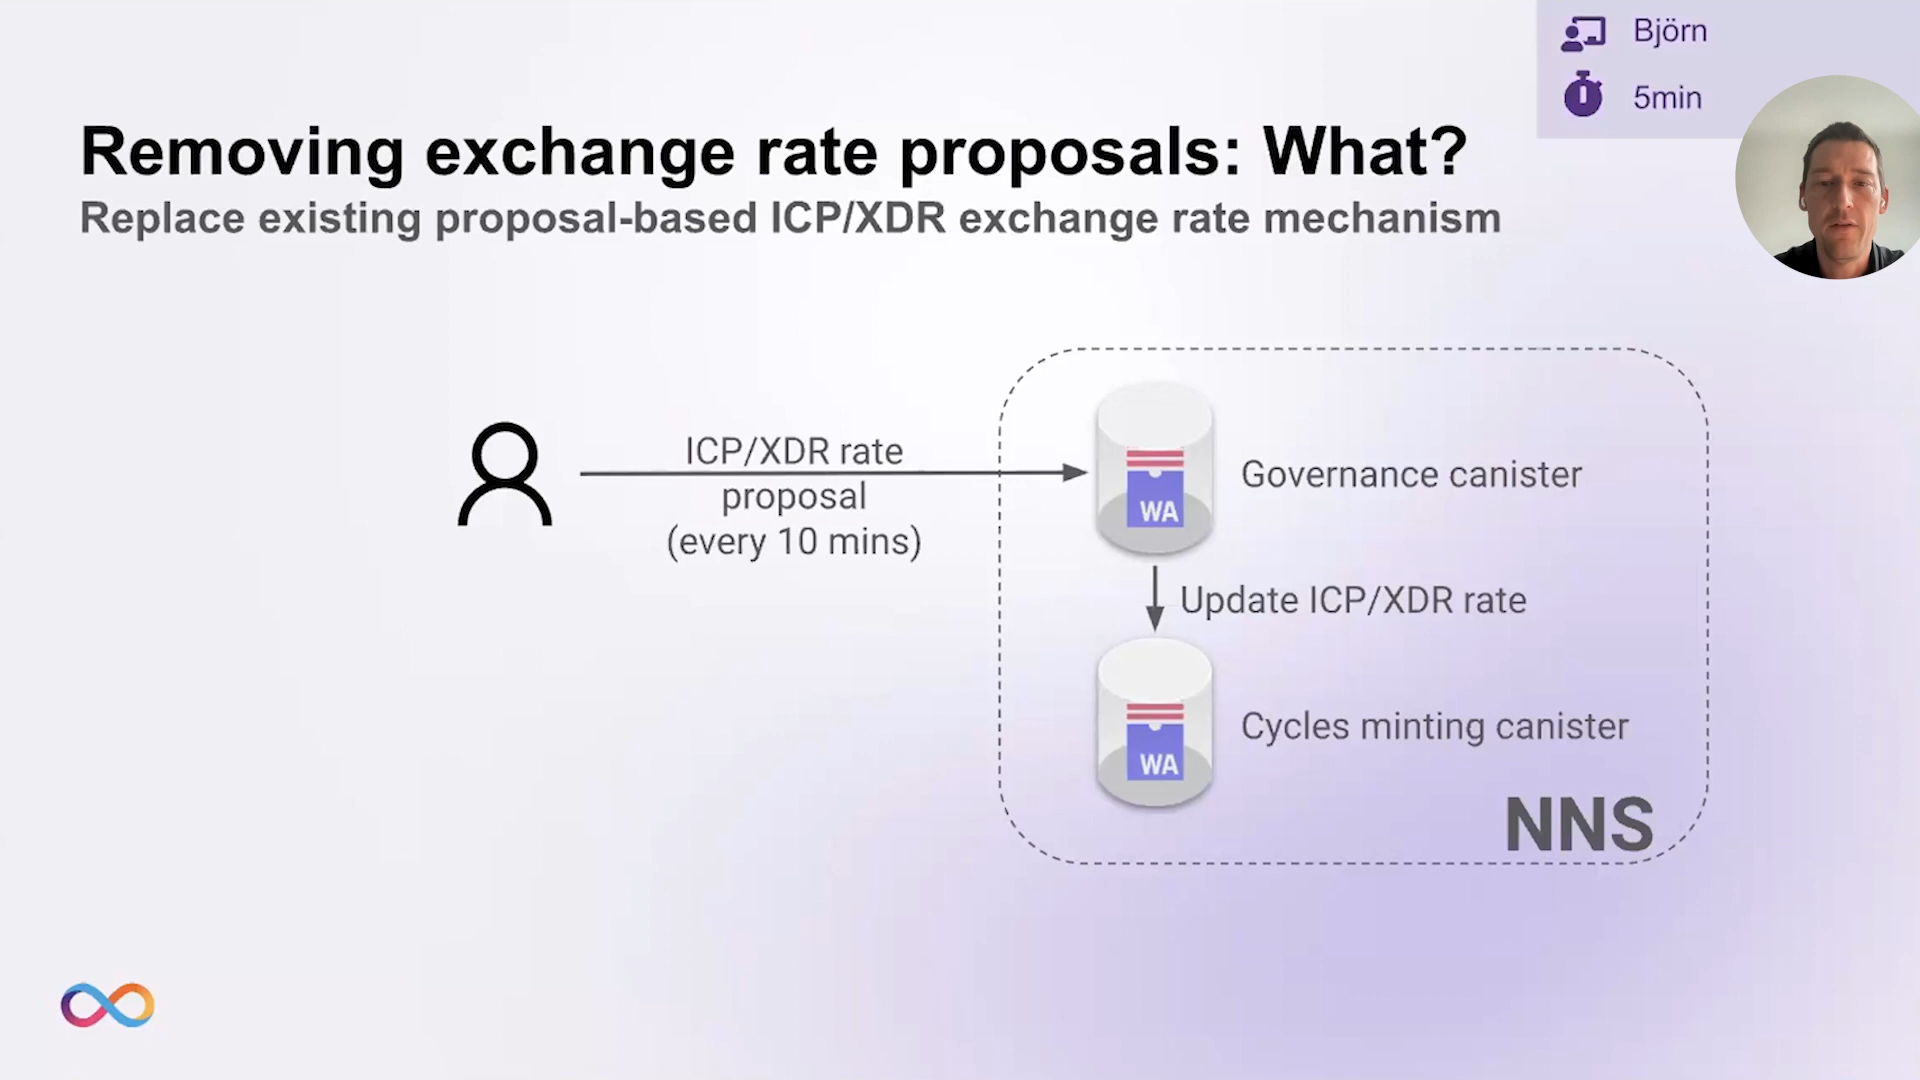 Björn
5min
Removing exchange rate proposals: What?
Replace existing proposal-based ICP/XDR exchange rate mechanism
ICP/XDR rate
proposal
(every 10 mins)
WA
Governance canister
Update ICP/XDR rate
WA
Cycles minting canister
NNS